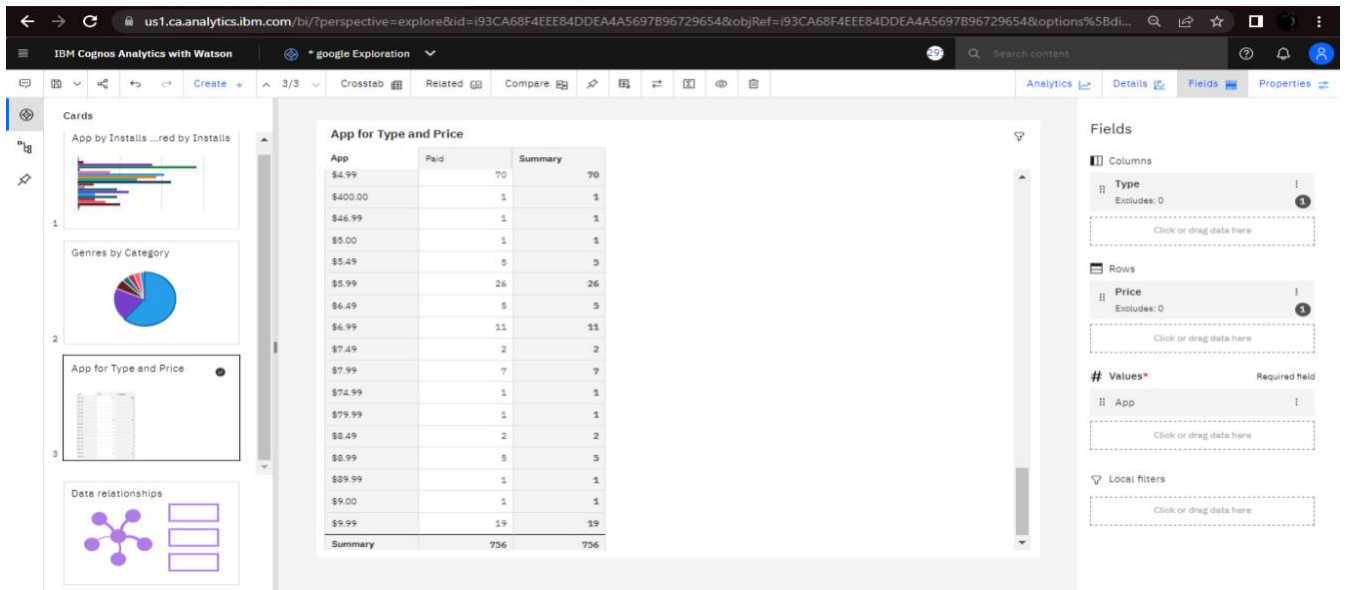 us1.ca.analytics.ibm.com/bi/?perspective=explore&id=i93CA68F4EEE84DDEA4A5697B96729654&objRef=i93CA68F4EEE84DDEA4A5697B96729654&options%5Bdi...
IBM Cognos Analytics with Watson
* google Exploration
29
Search content
Create +
3/3
Crosstab
Related
Compare
Analytics
Details
Fields
Properties
Cards
App by Installs ...red by Installs
1
Genres by Category
2
App for Type and Price
3
Data relationships
App for Type and Price
App Paid Summary
$4.99 70 70
$400.00 1 1
$46.99 1 1
$5.00 1 1
$5.49 5 5
$5.99 26 26
$6.49 5 5
$6.99 11 11
$7.49 2 2
$7.99 7 7
$74.99 1 1
$79.99 1 1
$8.49 2 2
$8.99 5 5
$89.99 1 1
$9.00 1 1
$9.99 19 19
Summary 756 756
Fields
Columns
Type
Excludes: 0
1
Click or drag data here
Rows
Price
Excludes: 0
1
Click or drag data here
# Values* Required field
App
Click or drag data here
Local filters
Click or drag data here